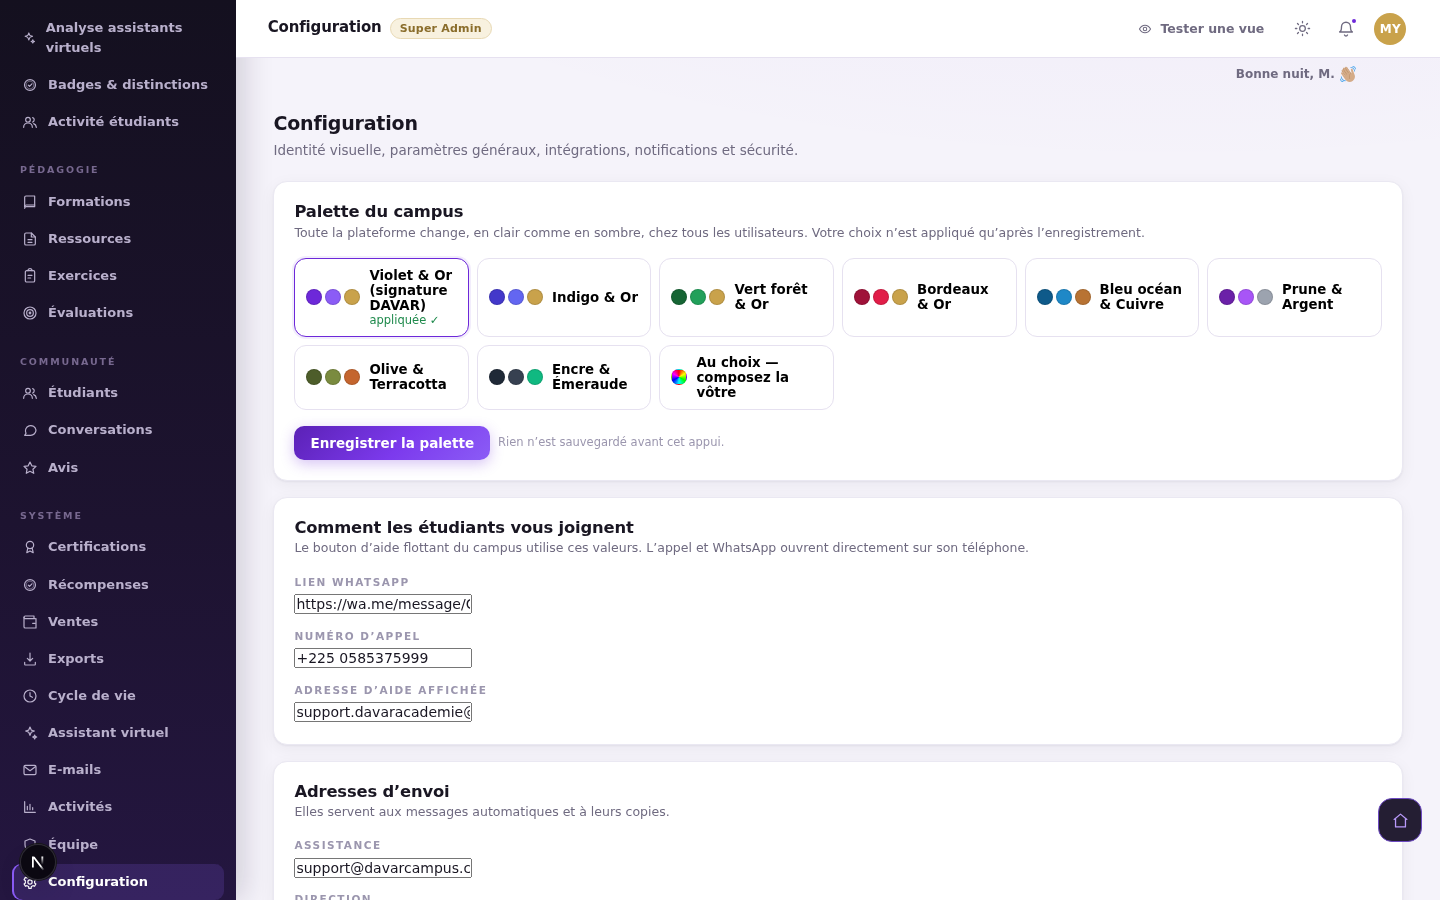 Analyse assistants
virtuels
Badges & distinctions
Activité étudiants
PÉDAGOGIE
Formations
Ressources
Exercices
Évaluations
COMMUNAUTÉ
Étudiants
Conversations
Avis
SYSTÈME
Certifications
Récompenses
Ventes
Exports
Cycle de vie
Assistant virtuel
E-mails
Activités
Équipe
N
Configuration
Configuration
Super Admin
Tester une vue
MY
Bonne nuit, M. 👋🏽
Configuration
Identité visuelle, paramètres généraux, intégrations, notifications et sécurité.
Palette du campus
Toute la plateforme change, en clair comme en sombre, chez tous les utilisateurs. Votre choix n’est appliqué qu’après l’enregistrement.
Violet & Or
(signature
DAVAR)
appliquée ✓
Indigo & Or
Vert forêt
& Or
Bordeaux
& Or
Bleu océan
& Cuivre
Prune &
Argent
Olive &
Terracotta
Encre &
Émeraude
Au choix —
composez la
vôtre
Enregistrer la palette
Rien n’est sauvegardé avant cet appui.
Comment les étudiants vous joignent
Le bouton d’aide flottant du campus utilise ces valeurs. L’appel et WhatsApp ouvrent directement sur son téléphone.
LIEN WHATSAPP
https://wa.me/message/
NUMÉRO D’APPEL
+225 0585375999
ADRESSE D’AIDE AFFICHÉE
support.davaracademie@
Adresses d’envoi
Elles servent aux messages automatiques et à leurs copies.
ASSISTANCE
support@davarcampus.c
DIRECTION